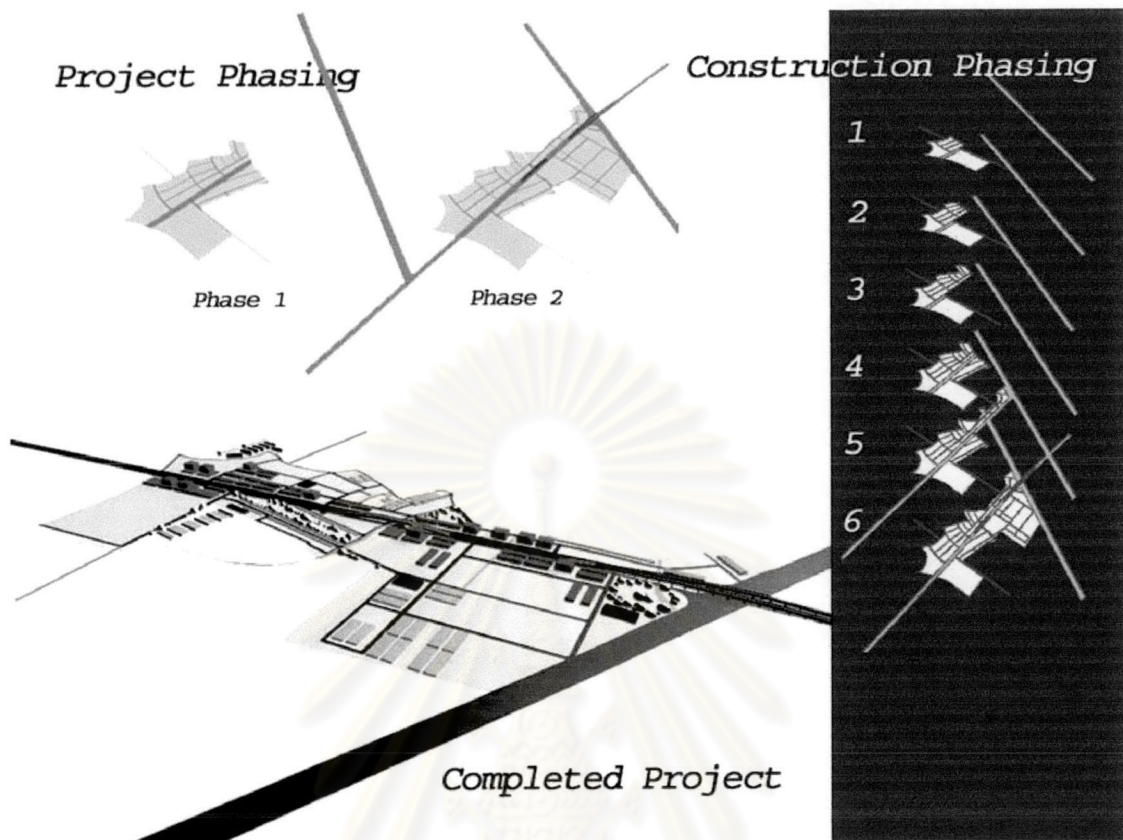 Project Phasing
Phase 1
Phase 2
Completed Project
Construction Phasing
1
2
3
4
5
6